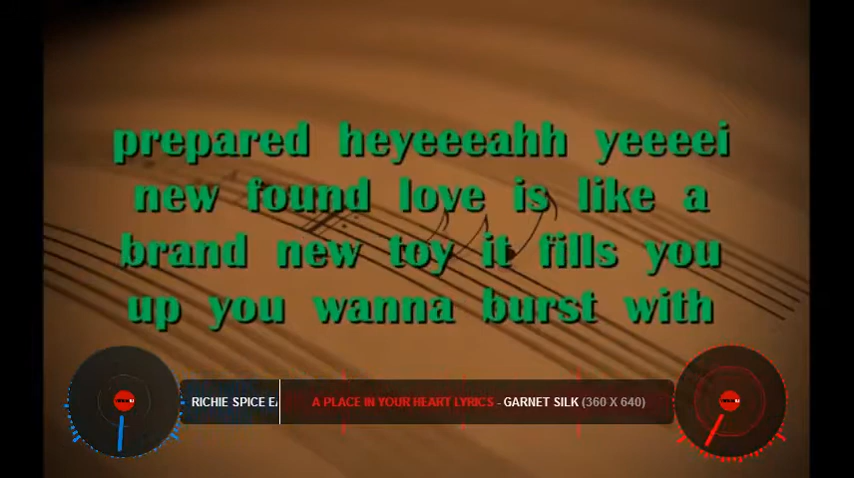 prepared heyeeeahh yeeeei
new found love is like a
brand new toy it fills you
up you wanna burst with
RICHIE SPICE EA
A PLACE IN YOUR HEART LYRICS - GARNET SILK (360 X 640)